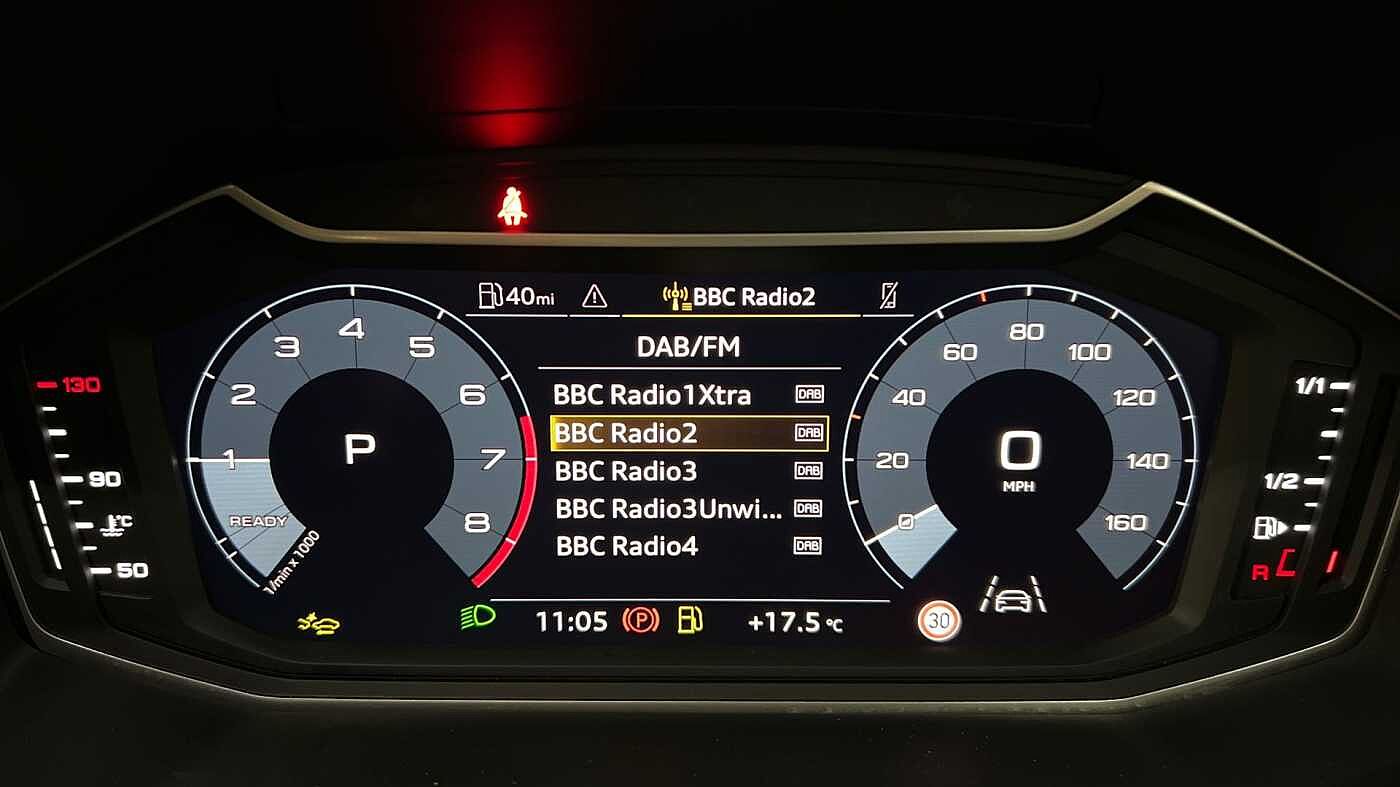 40mi BBC Radio2
DAB/FM
BBC Radio1Xtra DAB
BBC Radio2 DAB
BBC Radio3 DAB
BBC Radio3Unwi... DAB
BBC Radio4 DAB
11:05 P +17.5 °C
READY 1 2 3 4 5 6 7 8
1/min x 1000
P
0 20 40 60 80 100 120 140 160
0
MPH
30
130
90
°C
50
1/1
1/2
R